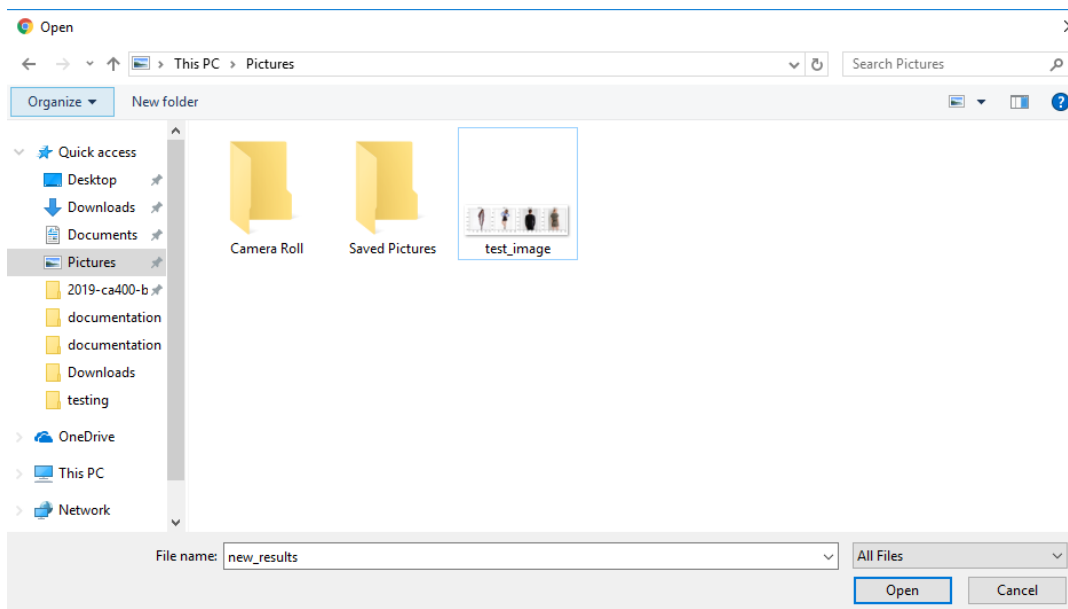 Open
This PC > Pictures
Search Pictures
Organize
New folder
Quick access
Desktop
Downloads
Documents
Pictures
2019-ca400-b
documentation
documentation
Downloads
testing
OneDrive
This PC
Network
Camera Roll
Saved Pictures
test_image
File name: new_results
All Files
Open
Cancel